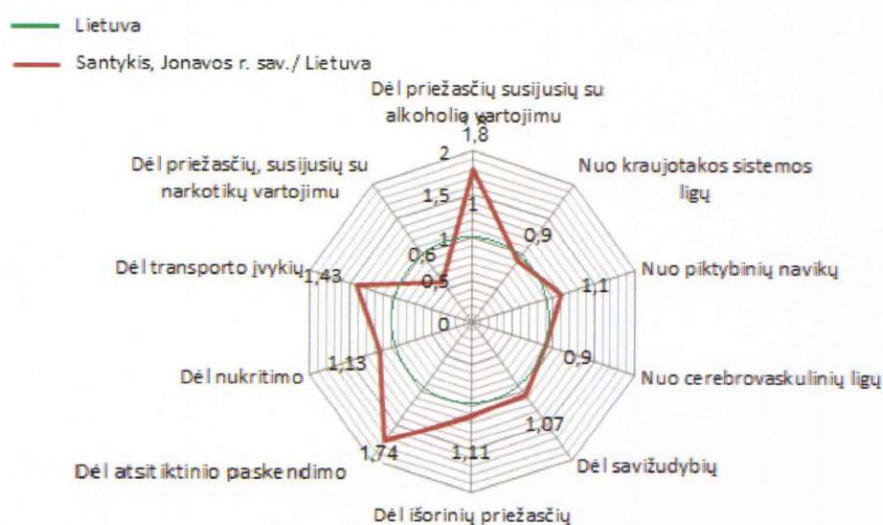 Lietuva
Santykis, Jonavos r. sav./ Lietuva
Dėl priežasčių susijusių su
alkoholio vartojimu
1,8
Dėl priežasčių, susijusių su
narkotikų vartojimu
2
1,5
1
0,5
0
1
Nuo kraujotakos sistemos
ligų
0,9
0,6
Dėl transporto įvykių
1,43
Nuo piktybinių navikų
1,1
Dėl nukritimo
1,13
Nuo cerebrovaskulinių ligų
0,9
Dėl atsitiktinio paskendimo
1,74
1,11
1,07
Dėl savižudybių
Dėl išorinių priežasčių